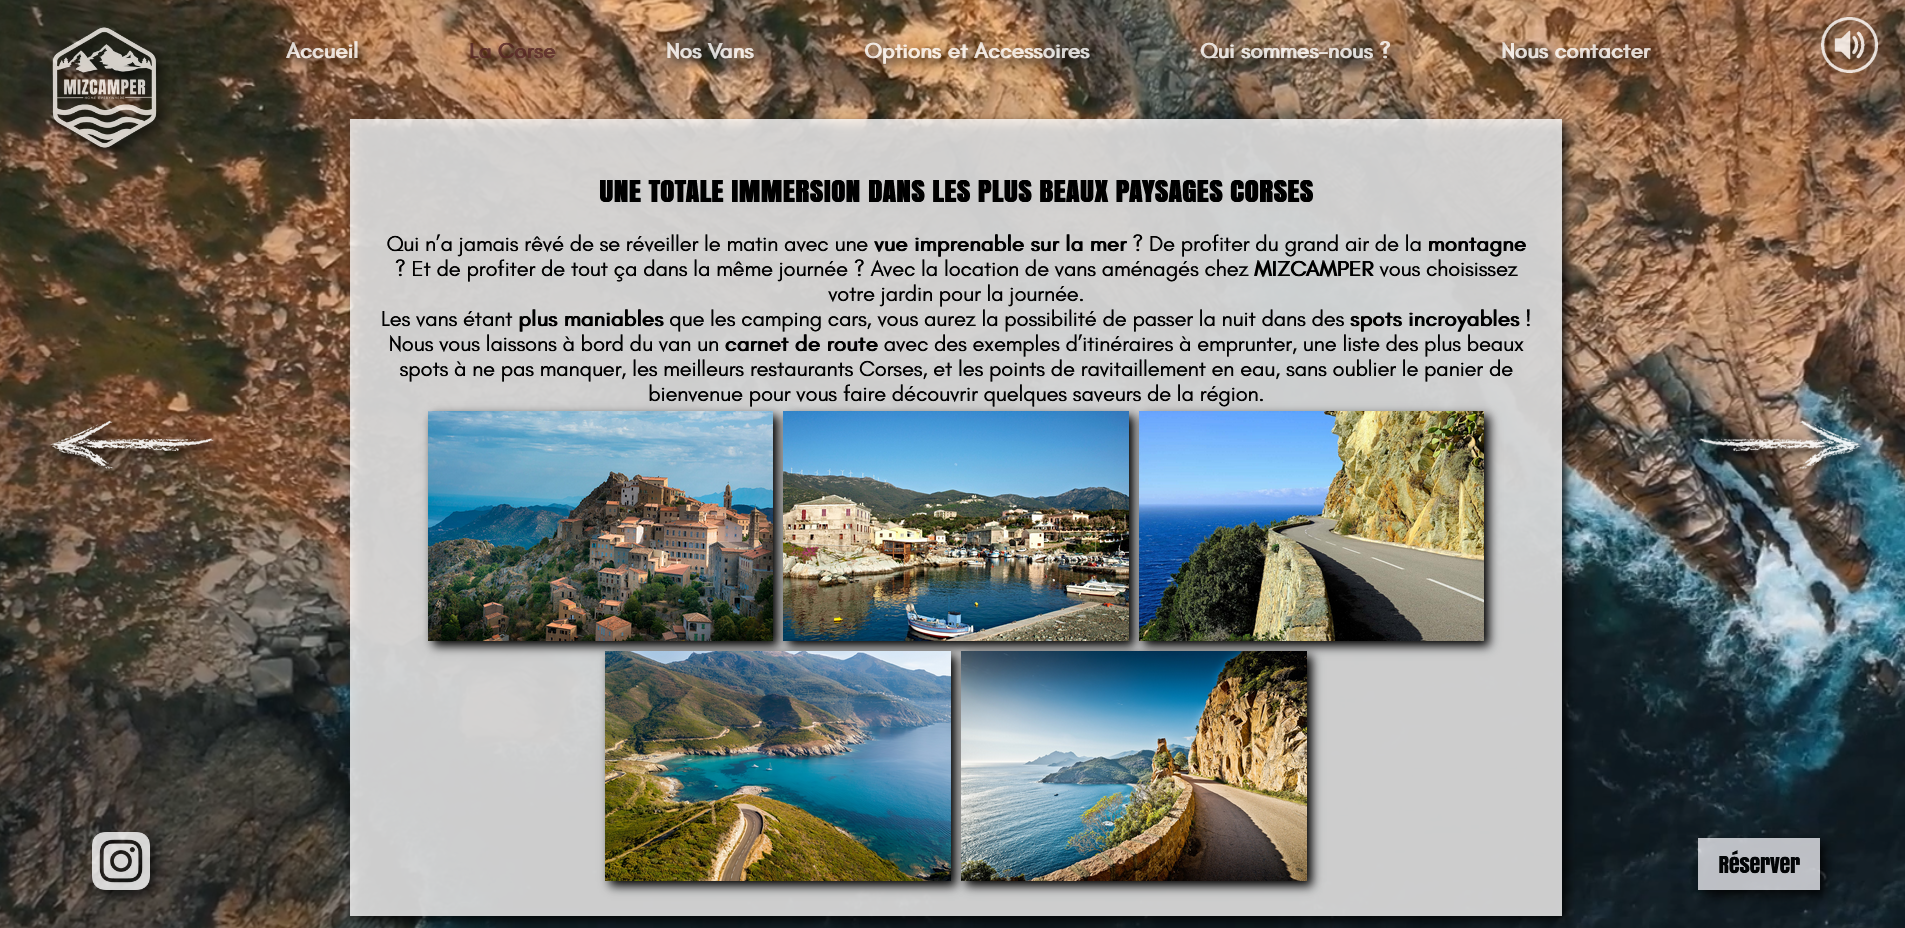 MIZCAMPER
Accueil
La Corse
Nos Vans
Options et Accessoires
Qui sommes-nous ?
Nous contacter
UNE TOTALE IMMERSION DANS LES PLUS BEAUX PAYSAGES CORSES
Qui n’a jamais rêvé de se réveiller le matin avec une vue imprenable sur la mer ? De profiter du grand air de la montagne
? Et de profiter de tout ça dans la même journée ? Avec la location de vans aménagés chez MIZCAMPER vous choisissez
votre jardin pour la journée.
Les vans étant plus maniables que les camping cars, vous aurez la possibilité de passer la nuit dans des spots incroyables !
Nous vous laissons à bord du van un carnet de route avec des exemples d’itinéraires à emprunter, une liste des plus beaux
spots à ne pas manquer, les meilleurs restaurants Corses, et les points de ravitaillement en eau, sans oublier le panier de
bienvenue pour vous faire découvrir quelques saveurs de la région.
Réserver